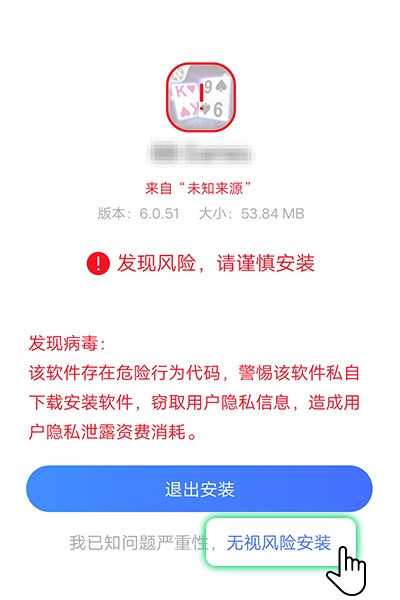 K 9
K 6
来自“未知来源”
版本：6.0.51 大小：53.84 MB
发现风险，请谨慎安装
发现病毒：
该软件存在危险行为代码，警惕该软件私自
下载安装软件，窃取用户隐私信息，造成用
户隐私泄露资费消耗。
退出安装
我已知问题严重性，无视风险安装